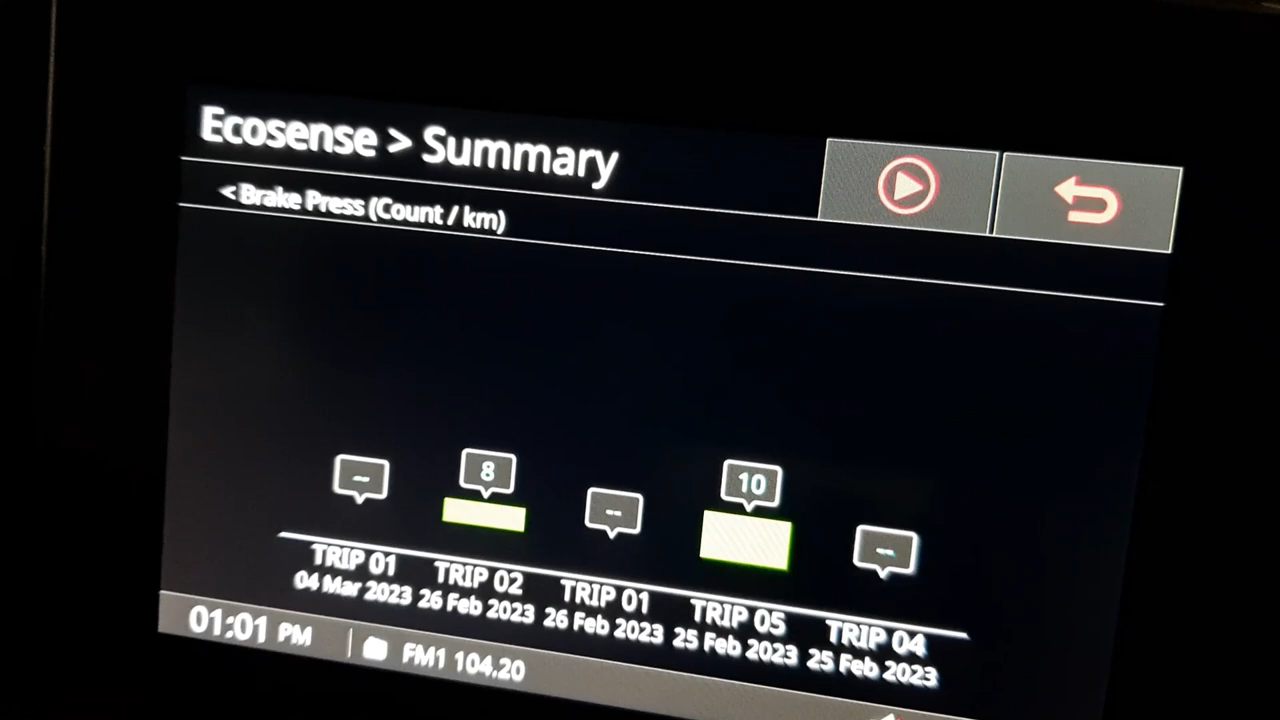 Ecosense > Summary
< Brake Press (Count / km)
--
8
--
10
--
TRIP 01
04 Mar 2023
TRIP 02
26 Feb 2023
TRIP 01
26 Feb 2023
TRIP 05
25 Feb 2023
TRIP 04
25 Feb 2023
01:01 PM
FM1 104.20